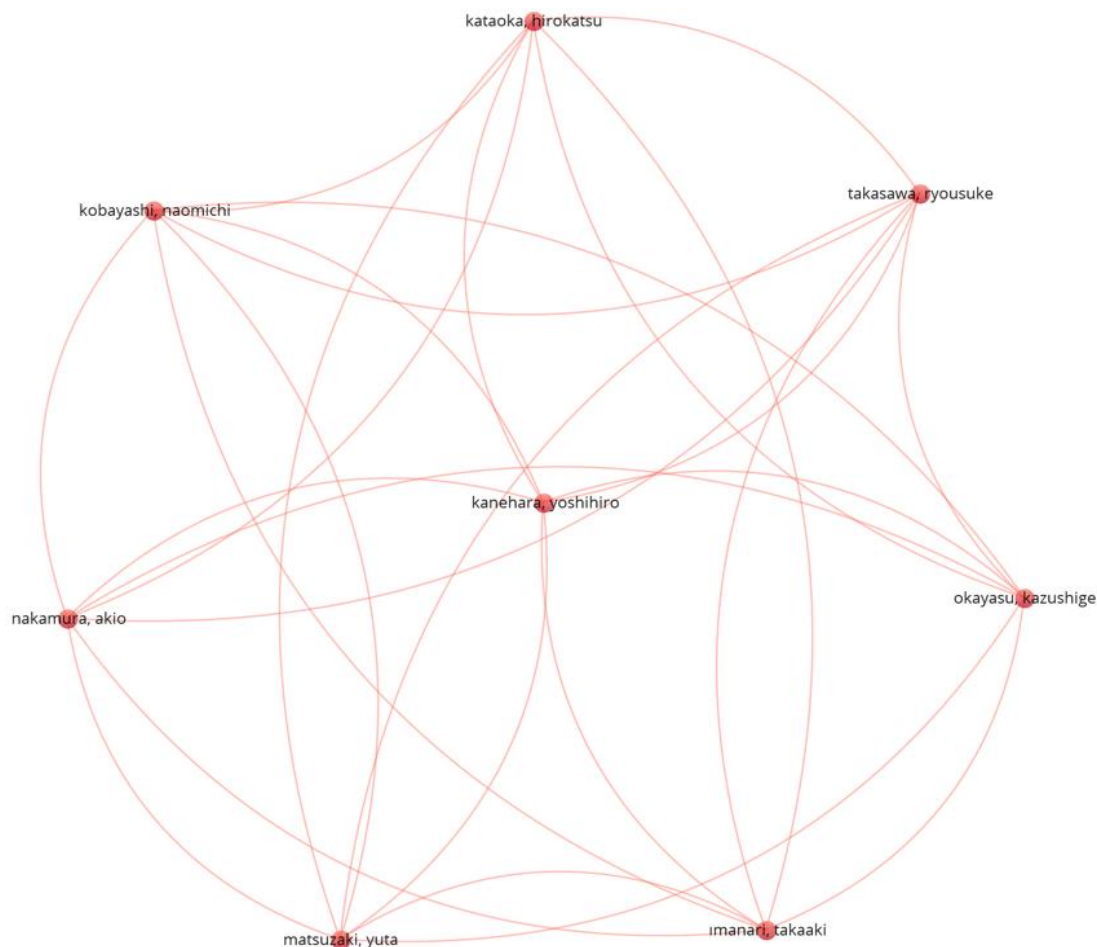 kataoka, hirokatsu
takasawa, ryousuke
kobayashi, naomichi
kanehara, yoshihiro
okayasu, kazushige
nakamura, akio
ımanari, takaaki
matsuzaki, yuta